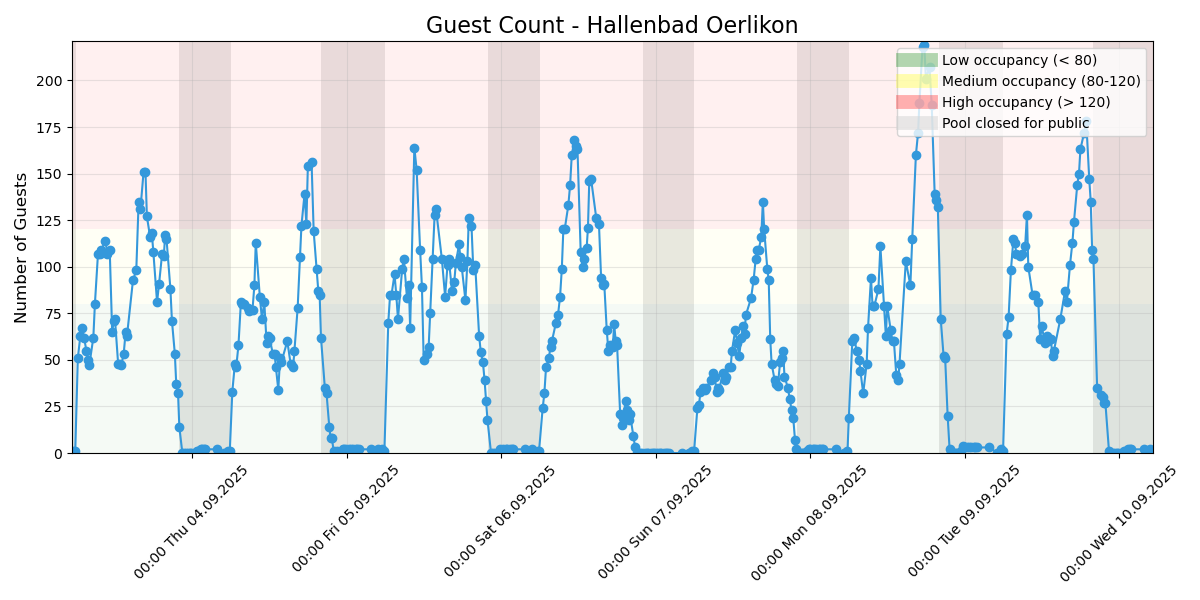 Guest Count - Hallenbad Oerlikon
Number of Guests
200
175
150
125
100
75
50
25
0
Low occupancy (< 80)
Medium occupancy (80-120)
High occupancy (> 120)
Pool closed for public
00:00 Thu 04.09.2025
00:00 Fri 05.09.2025
00:00 Sat 06.09.2025
00:00 Sun 07.09.2025
00:00 Mon 08.09.2025
00:00 Tue 09.09.2025
00:00 Wed 10.09.2025